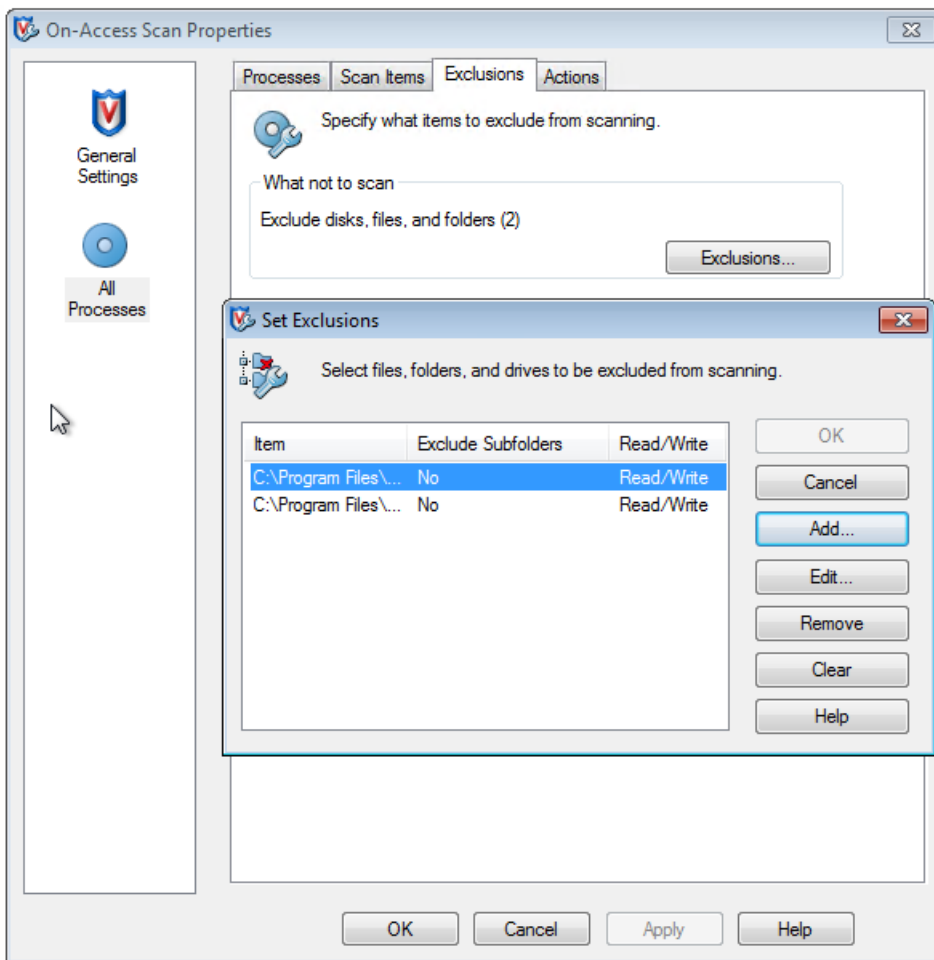 On-Access Scan Properties
General
Settings
All
Processes
Processes Scan Items Exclusions Actions
Specify what items to exclude from scanning.
What not to scan
Exclude disks, files, and folders (2)
Exclusions...
Set Exclusions
Select files, folders, and drives to be excluded from scanning.
Item Exclude Subfolders Read/Write
C:\Program Files\... No Read/Write
C:\Program Files\... No Read/Write
OK
Cancel
Add...
Edit...
Remove
Clear
Help
OK Cancel Apply Help